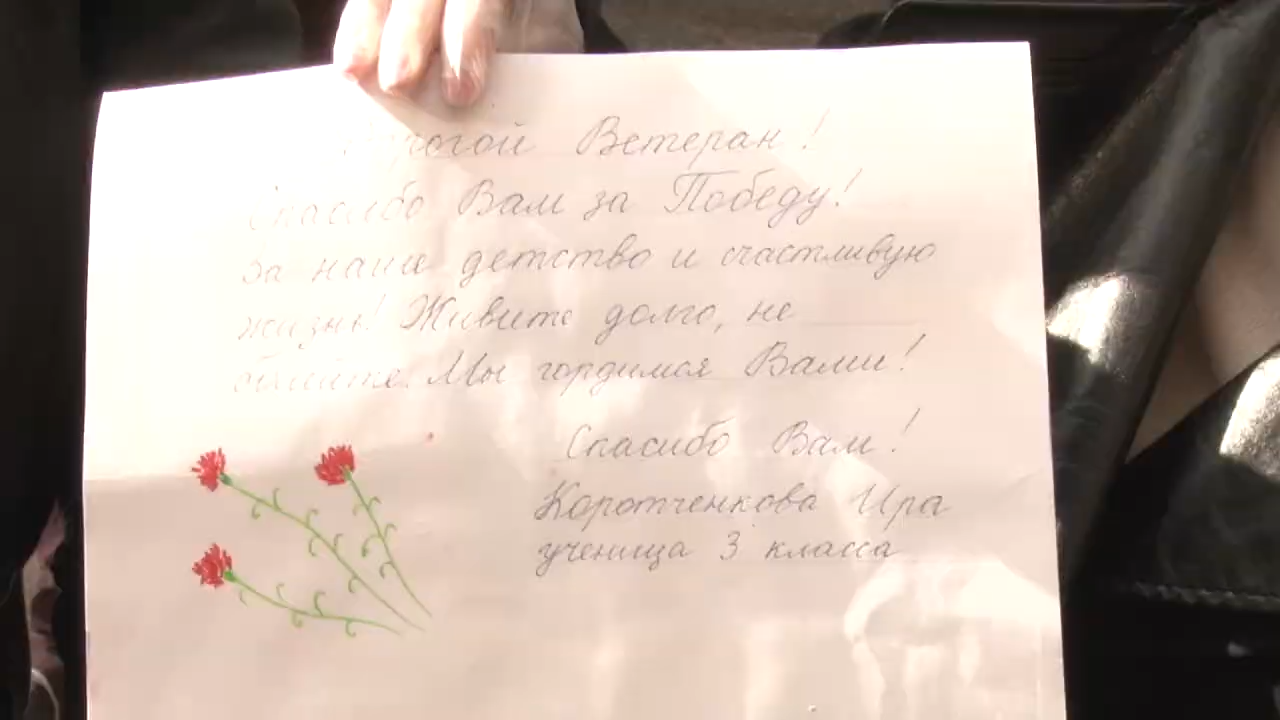 Дорогой Ветеран!
Спасибо Вам за Победу!
За наше детство и счастливую
жизнь! Живите долго, не
болейте. Мы гордимся Вами!
Спасибо Вам!
Коротченкова Ира
ученица 3 класса